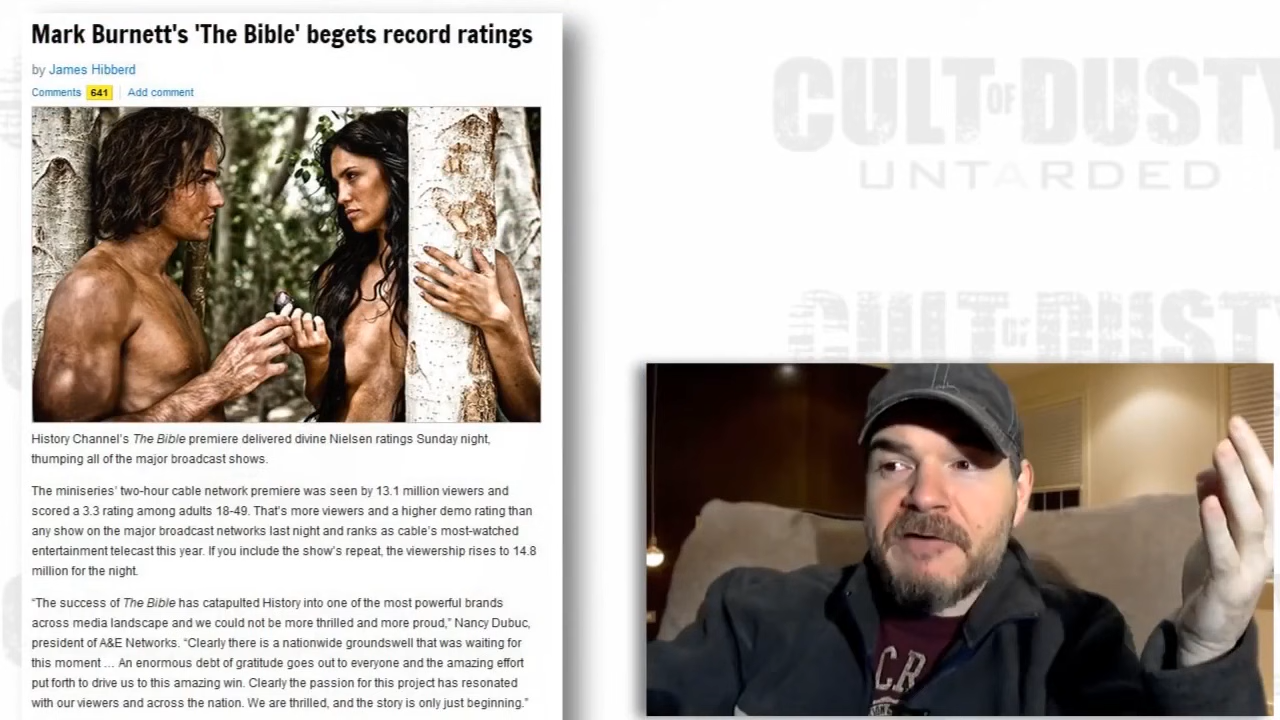 Mark Burnett's 'The Bible' begets record ratings
by James Hibberd
Comments 641 Add comment
History Channel's The Bible premiere delivered divine Nielsen ratings Sunday night,
thumping all of the major broadcast shows.
The miniseries' two-hour cable network premiere was seen by 13.1 million viewers and
scored a 3.3 rating among adults 18-49. That's more viewers and a higher demo rating than
any show on the major broadcast networks last night and ranks as cable's most-watched
entertainment telecast this year. If you include the show's repeat, the viewership rises to 14.8
million for the night.
“The success of The Bible has catapulted History into one of the most powerful brands
across media landscape and we could not be more thrilled and more proud,” Nancy Dubuc,
president of A&E Networks. “Clearly there is a nationwide groundswell that was waiting for
this moment … An enormous debt of gratitude goes out to everyone and the amazing effort
put forth to drive us to this amazing win. Clearly the passion for this project has resonated
with our viewers and across the nation. We are thrilled, and the story is only just beginning.”
CULT OF DUSTY
UNTARDED
CULT OF DUSTY
CR